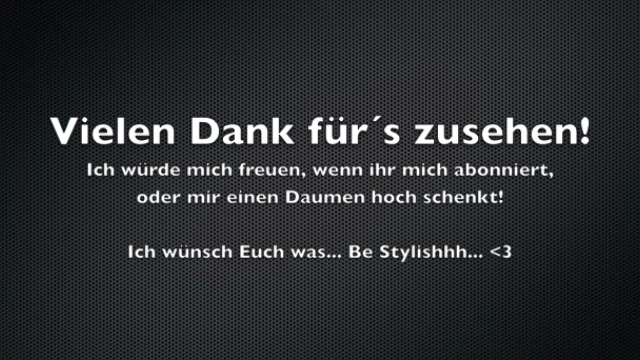 Vielen Dank für´s zusehen!
Ich würde mich freuen, wenn ihr mich abonniert,
oder mir einen Daumen hoch schenkt!
Ich wünsch Euch was... Be Stylishhh... <3